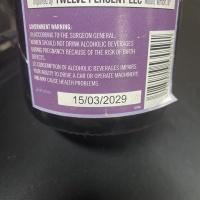 Imported by TWELVE PERCENT LLC
GOVERNMENT WARNING:
(1) ACCORDING TO THE SURGEON GENERAL,
WOMEN SHOULD NOT DRINK ALCOHOLIC BEVERAGES
DURING PREGNANCY BECAUSE OF THE RISK OF BIRTH
DEFECTS.
(2) CONSUMPTION OF ALCOHOLIC BEVERAGES IMPAIRS
YOUR ABILITY TO DRIVE A CAR OR OPERATE MACHINERY,
AND MAY CAUSE HEALTH PROBLEMS
15/03/2029